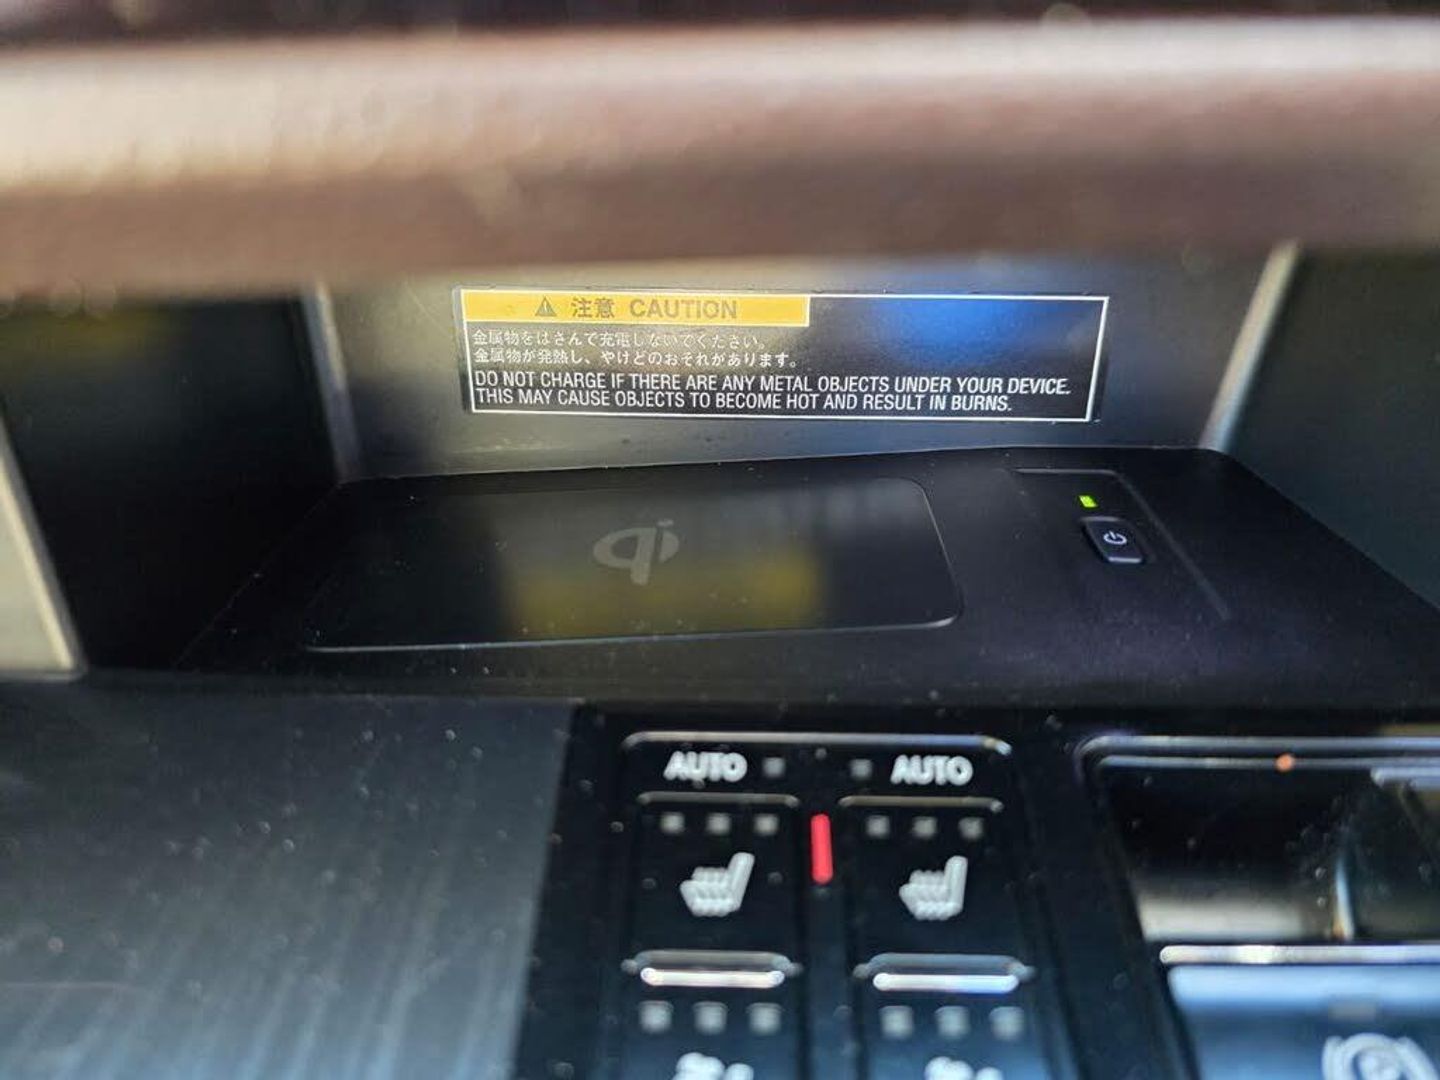 注意 CAUTION
金属物をはさんで充電しないでください。
金属物が発熱し、やけどのおそれがあります。
DO NOT CHARGE IF THERE ARE ANY METAL OBJECTS UNDER YOUR DEVICE.
THIS MAY CAUSE OBJECTS TO BECOME HOT AND RESULT IN BURNS.
qi
AUTO AUTO